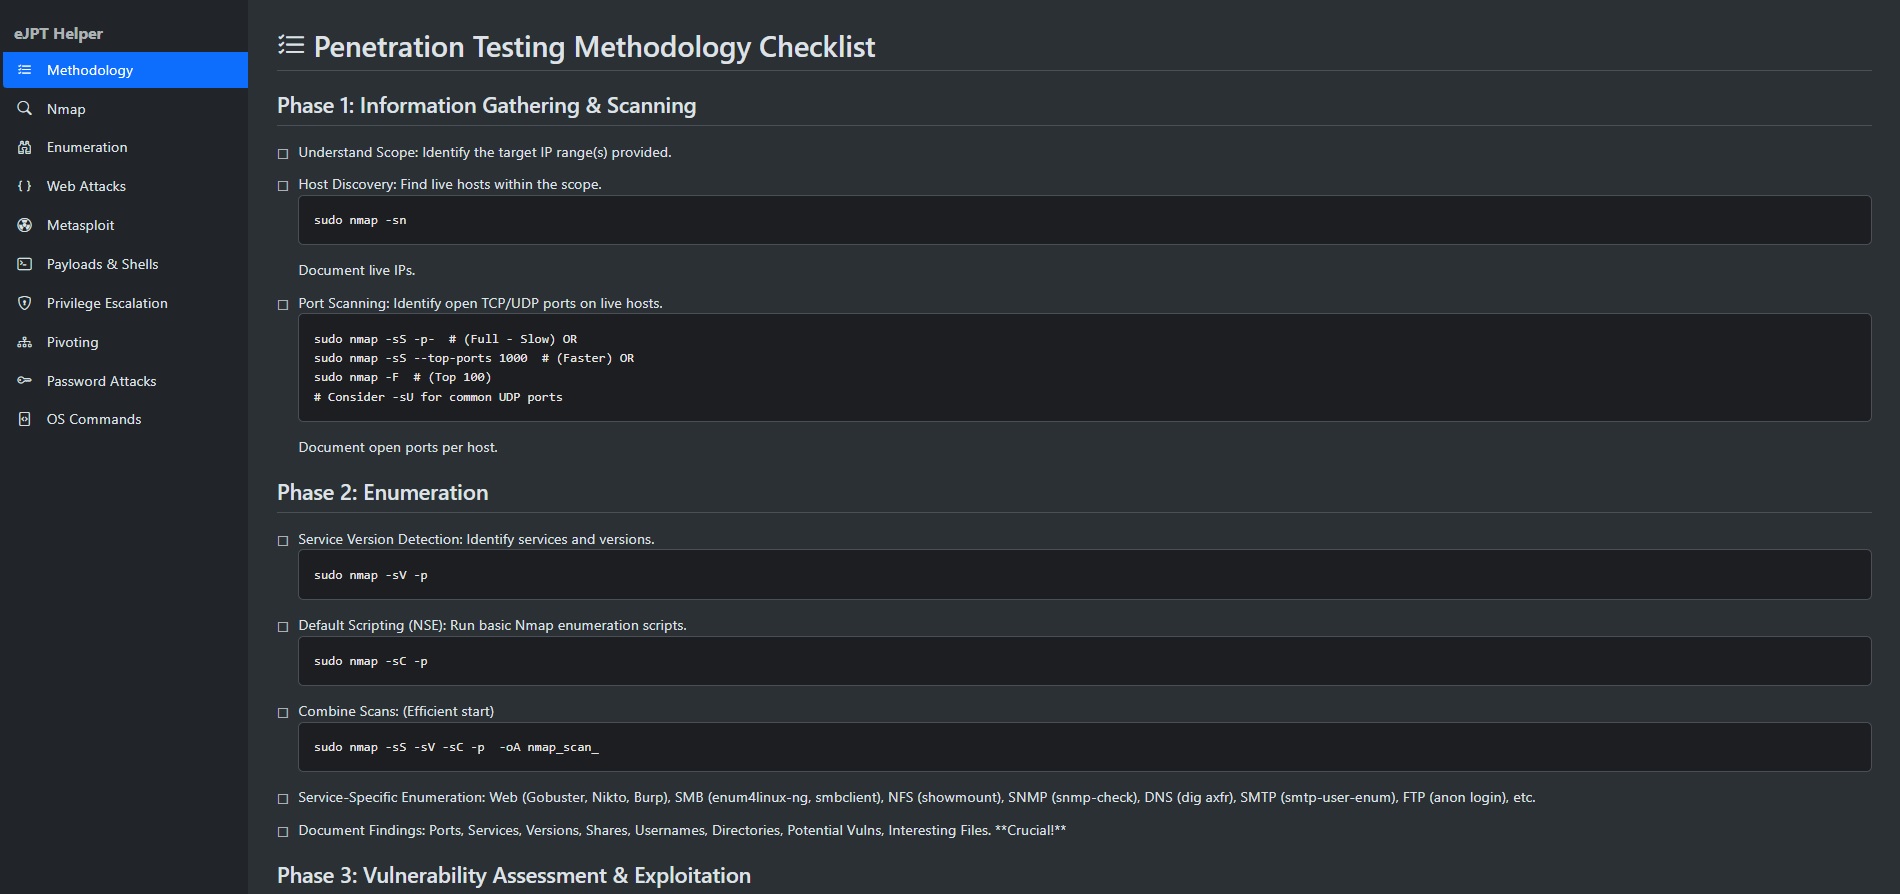 eJPT Helper
Methodology
Nmap
Enumeration
Web Attacks
Metasploit
Payloads & Shells
Privilege Escalation
Pivoting
Password Attacks
OS Commands
Penetration Testing Methodology Checklist
Phase 1: Information Gathering & Scanning
Understand Scope: Identify the target IP range(s) provided.
Host Discovery: Find live hosts within the scope.
sudo nmap -sn
Document live IPs.
Port Scanning: Identify open TCP/UDP ports on live hosts.
sudo nmap -sS -p-  # (Full - Slow) OR
sudo nmap -sS --top-ports 1000  # (Faster) OR
sudo nmap -F  # (Top 100)
# Consider -sU for common UDP ports
Document open ports per host.
Phase 2: Enumeration
Service Version Detection: Identify services and versions.
sudo nmap -sV -p
Default Scripting (NSE): Run basic Nmap enumeration scripts.
sudo nmap -sC -p
Combine Scans: (Efficient start)
sudo nmap -sS -sV -sC -p  -oA nmap_scan_
Service-Specific Enumeration: Web (Gobuster, Nikto, Burp), SMB (enum4linux-ng, smbclient), NFS (showmount), SNMP (snmp-check), DNS (dig axfr), SMTP (smtp-user-enum), FTP (anon login), etc.
Document Findings: Ports, Services, Versions, Shares, Usernames, Directories, Potential Vulns, Interesting Files. **Crucial!**
Phase 3: Vulnerability Assessment & Exploitation